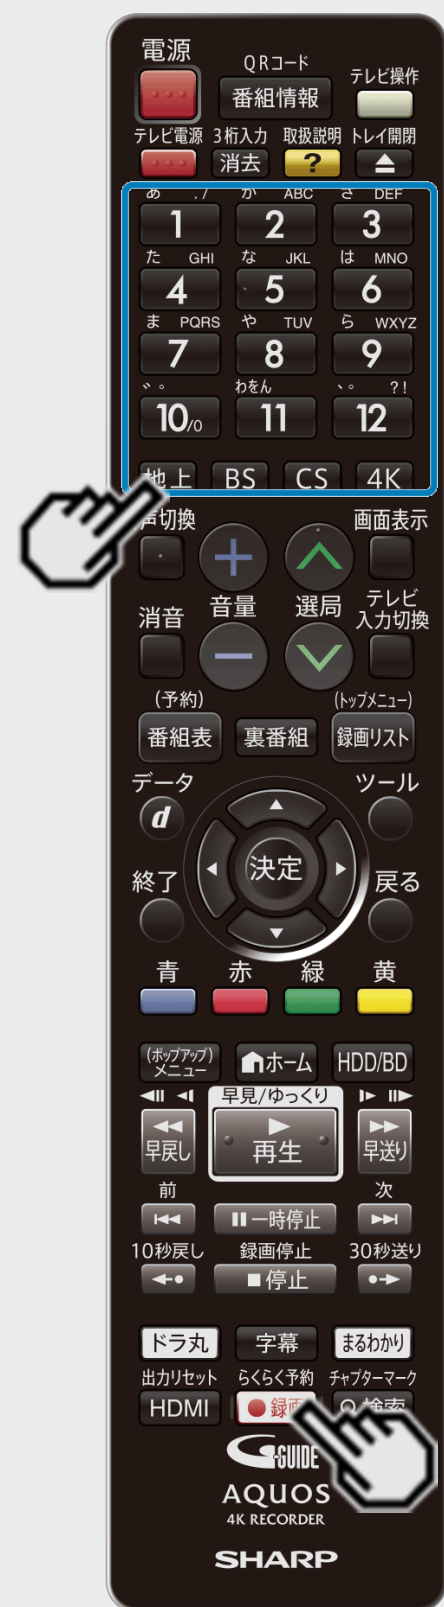 電源 QRコード テレビ操作
番組情報
テレビ電源 3桁入力 取扱説明 トレイ開閉
消去 ?
あ ./ か ABC さ DEF
1 2 3
た GHI な JKL は MNO
4 5 6
ま PQRS や TUV ら WXYZ
7 8 9
゛゜ わをん 、。 ?!
10/0 11 12
地上 BS CS 4K
声切換 画面表示
消音 音量 選局 テレビ
入力切換
(予約) (トップメニュー)
番組表 裏番組 録画リスト
データ ツール
d
決定
終了 戻る
青 赤 緑 黄
(ポップアップ)
メニュー ホーム HDD/BD
早見/ゆっくり
早戻し 再生 早送り
前 次
一時停止
10秒戻し 録画停止 30秒送り
停止
ドラ丸 字幕 まるわかり
出力リセット らくらく予約 チャプターマーク
HDMI 録画 検索
G-GUIDE
AQUOS
4K RECORDER
SHARP